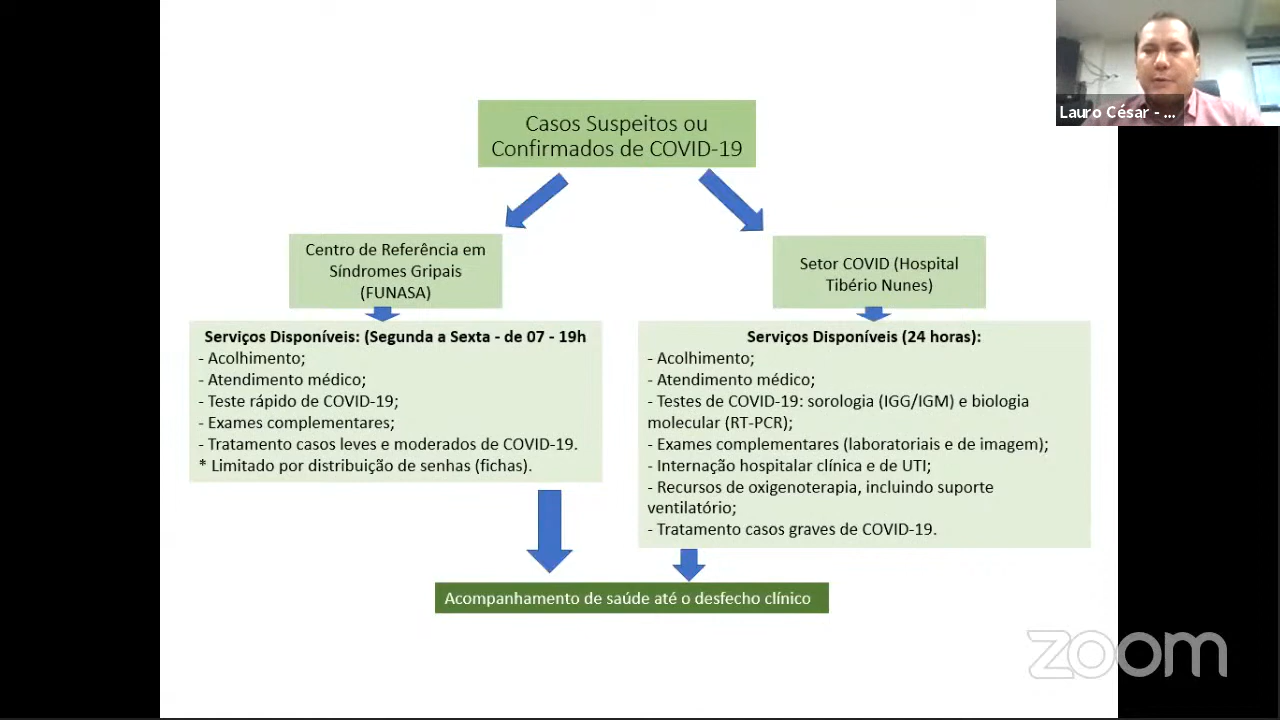 Lauro César - ...
Casos Suspeitos ou
Confirmados de COVID-19
Centro de Referência em
Síndromes Gripais
(FUNASA)
Serviços Disponíveis: (Segunda a Sexta - de 07 - 19h
- Acolhimento;
- Atendimento médico;
- Teste rápido de COVID-19;
- Exames complementares;
- Tratamento casos leves e moderados de COVID-19.
* Limitado por distribuição de senhas (fichas).
Setor COVID (Hospital
Tibério Nunes)
Serviços Disponíveis (24 horas):
- Acolhimento;
- Atendimento médico;
- Testes de COVID-19: sorologia (IGG/IGM) e biologia
molecular (RT-PCR);
- Exames complementares (laboratoriais e de imagem);
- Internação hospitalar clínica e de UTI;
- Recursos de oxigenoterapia, incluindo suporte
ventilatório;
- Tratamento casos graves de COVID-19.
Acompanhamento de saúde até o desfecho clínico
zoom